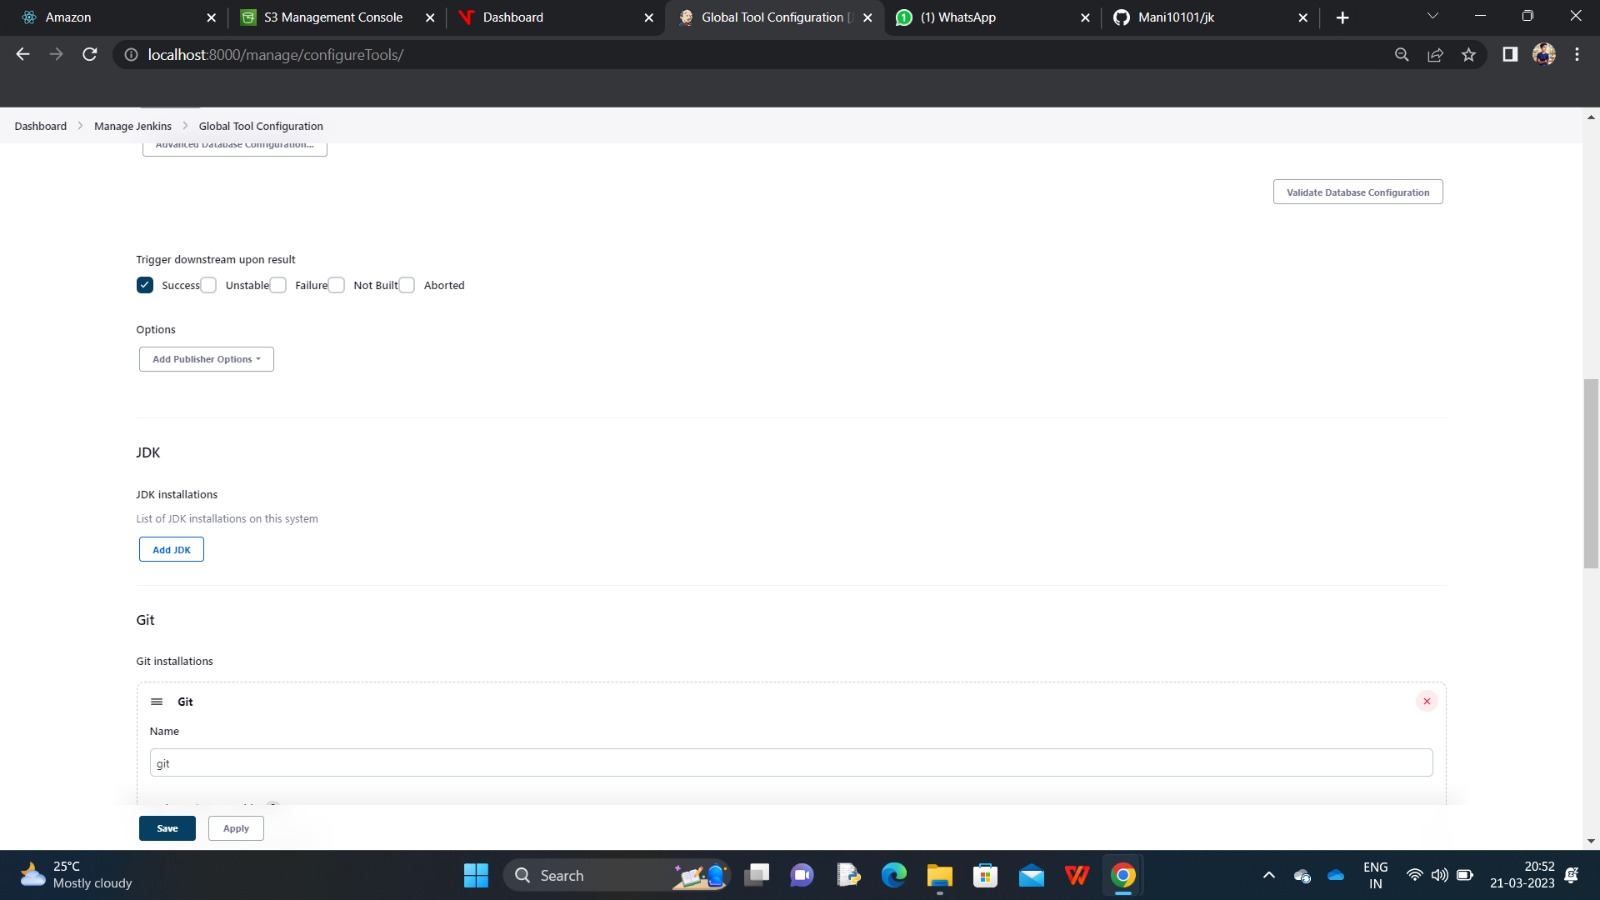 Amazon
S3 Management Console
Dashboard
Global Tool Configuration [J
(1) WhatsApp
Mani10101/jk
localhost:8000/manage/configureTools/
Dashboard
Manage Jenkins
Global Tool Configuration
Advanced Database Configuration...
Validate Database Configuration
Trigger downstream upon result
Success
Unstable
Failure
Not Built
Aborted
Options
Add Publisher Options
JDK
JDK installations
List of JDK installations on this system
Add JDK
Git
Git installations
Git
Name
git
Save
Apply
25°C
Mostly cloudy
Search
ENG
IN
20:52
21-03-2023